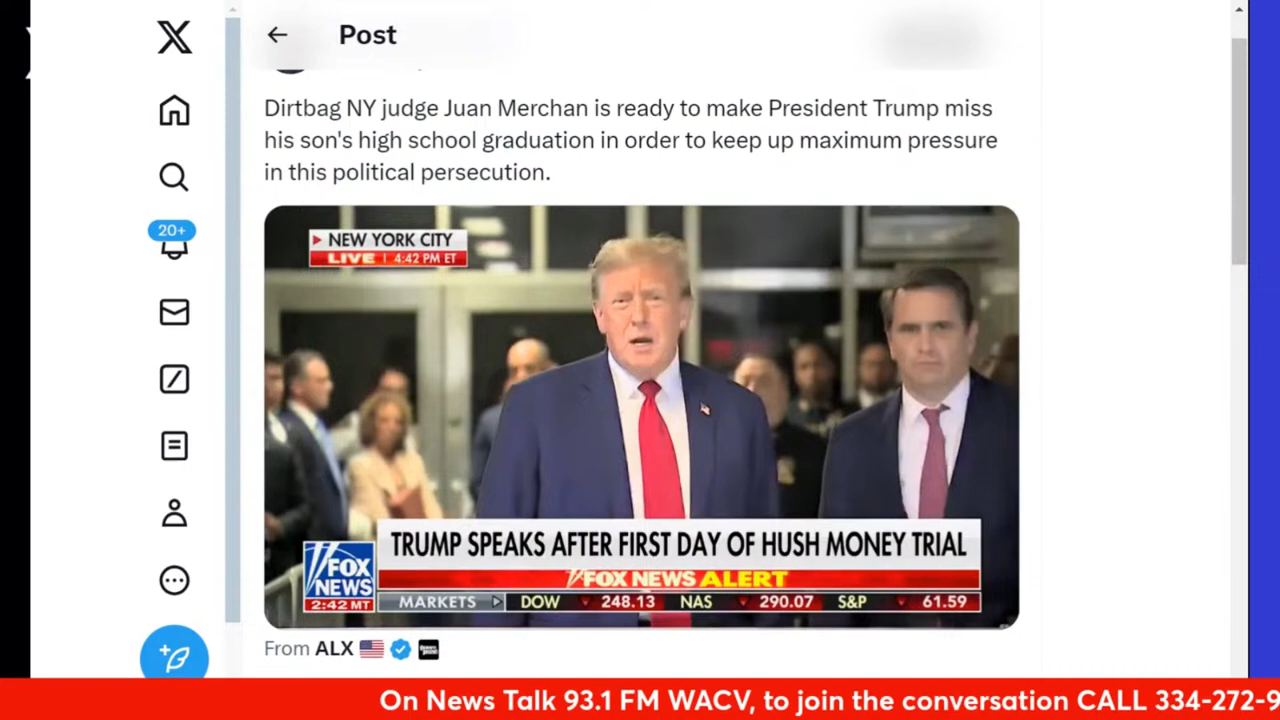 Post
Dirtbag NY judge Juan Merchan is ready to make President Trump miss
his son's high school graduation in order to keep up maximum pressure
in this political persecution.
20+
NEW YORK CITY
LIVE | 4:42 PM ET
TRUMP SPEAKS AFTER FIRST DAY OF HUSH MONEY TRIAL
FOX NEWS ALERT
FOX
NEWS
2:42 MT
MARKETS DOW 248.13 NAS 290.07 S&P 61.59
From ALX
On News Talk 93.1 FM WACV, to join the conversation CALL 334-272-9